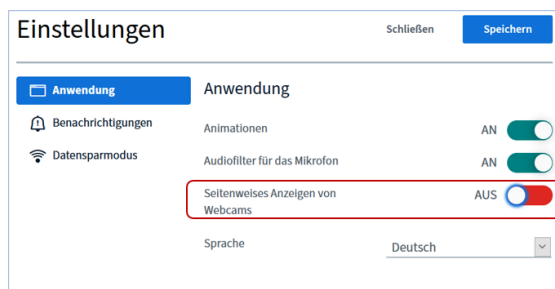 Einstellungen
Schließen
Speichern
Anwendung
Benachrichtigungen
Datensparmodus
Anwendung
Animationen
AN
Audiofilter für das Mikrofon
AN
Seitenweises Anzeigen von
Webcams
AUS
Sprache
Deutsch